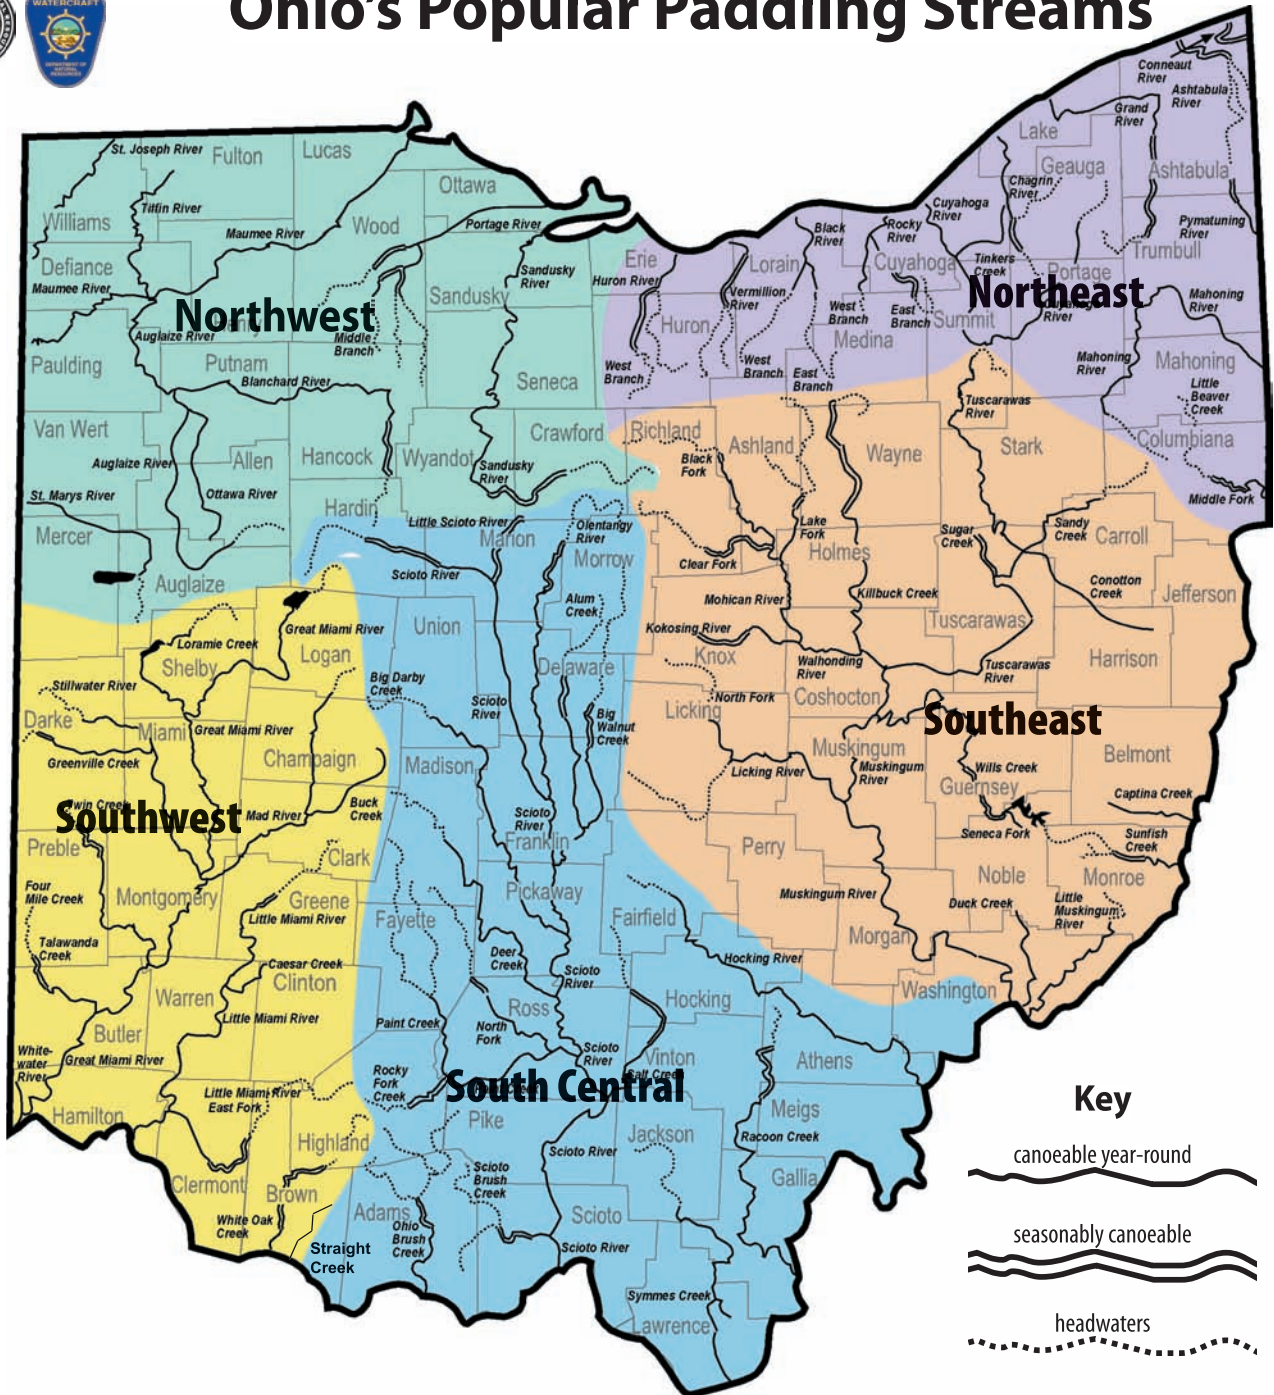 WATERCRAFT
DEPARTMENT OF
NATURAL
RESOURCES
Ohio's Popular Paddling Streams
Conneaut
River
Ashtabula
River
Grand
River
Lake
Geauga
Ashtabula
Chagrin
River
Cuyahoga
River
Pymatuning
River
Trumbull
St. Joseph River
Fulton
Lucas
Ottawa
Williams
Tiffin River
Maumee River
Wood
Portage River
Black
River
Rocky
River
Defiance
Maumee River
Sandusky
River
Erie
Huron River
Lorain
Cuyahoga
Tinkers
Creek
Portage
Northwest
Northeast
River
Mahoning
River
Sandusky
Vermillion
River
West
Branch
East
Branch
Summit
Auglaize River
Middle
Branch
Huron
Medina
Paulding
Putnam
Blanchard River
Seneca
West
Branch
West
Branch
East
Branch
Mahoning
River
Mahoning
Little
Beaver
Creek
Tuscarawas
River
Van Wert
Auglaize River
Allen
Hancock
Wyandot
Crawford
Richland
Ashland
Wayne
Stark
Columbiana
Black
Fork
Sandusky
River
St. Marys River
Ottawa River
Middle Fork
Mercer
Hardin
Little Scioto River
Marion
Olentangy
River
Morrow
Lake
Fork
Holmes
Sugar
Creek
Sandy
Creek
Carroll
Auglaize
Scioto River
Clear Fork
Conotton
Creek
Jefferson
Alum
Creek
Mohican River
Killbuck Creek
Tuscarawas
Loramie Creek
Great Miami River
Union
Kokosing River
Shelby
Logan
Delaware
Knox
Walhonding
River
Tuscarawas
River
Harrison
Stillwater River
Big Darby
Creek
Scioto
River
North Fork
Coshocton
Darke
Miami
Great Miami River
Big
Walnut
Creek
Licking
Southeast
Greenville Creek
Champaign
Madison
Muskingum
Muskingum
River
Licking River
Wills Creek
Guernsey
Belmont
Captina Creek
Southwest
Mad River
Buck
Creek
Scioto
River
Franklin
Seneca Fork
Sunfish
Creek
Preble
Clark
Perry
Four
Mile Creek
Montgomery
Greene
Little Miami River
Fayette
Pickaway
Fairfield
Muskingum River
Noble
Duck Creek
Monroe
Little
Muskingum
River
Talawanda
Creek
Morgan
Caesar Creek
Clinton
Deer
Creek
Scioto
River
Hocking River
Warren
Little Miami River
Ross
Hocking
Washington
Butler
Paint Creek
North
Fork
White-
water
River
Great Miami River
Scioto
River
Vinton
Athens
Rocky
Fork
Creek
South Central
Little Miami River
East Fork
Hamilton
Pike
Meigs
Highland
Jackson
Racoon Creek
Scioto River
Clermont
Brown
Scioto
Brush
Creek
Gallia
White Oak
Creek
Adams
Ohio
Brush
Creek
Scioto
Straight
Creek
Scioto River
Symmes Creek
Lawrence
Key
canoeable year-round
seasonably canoeable
headwaters